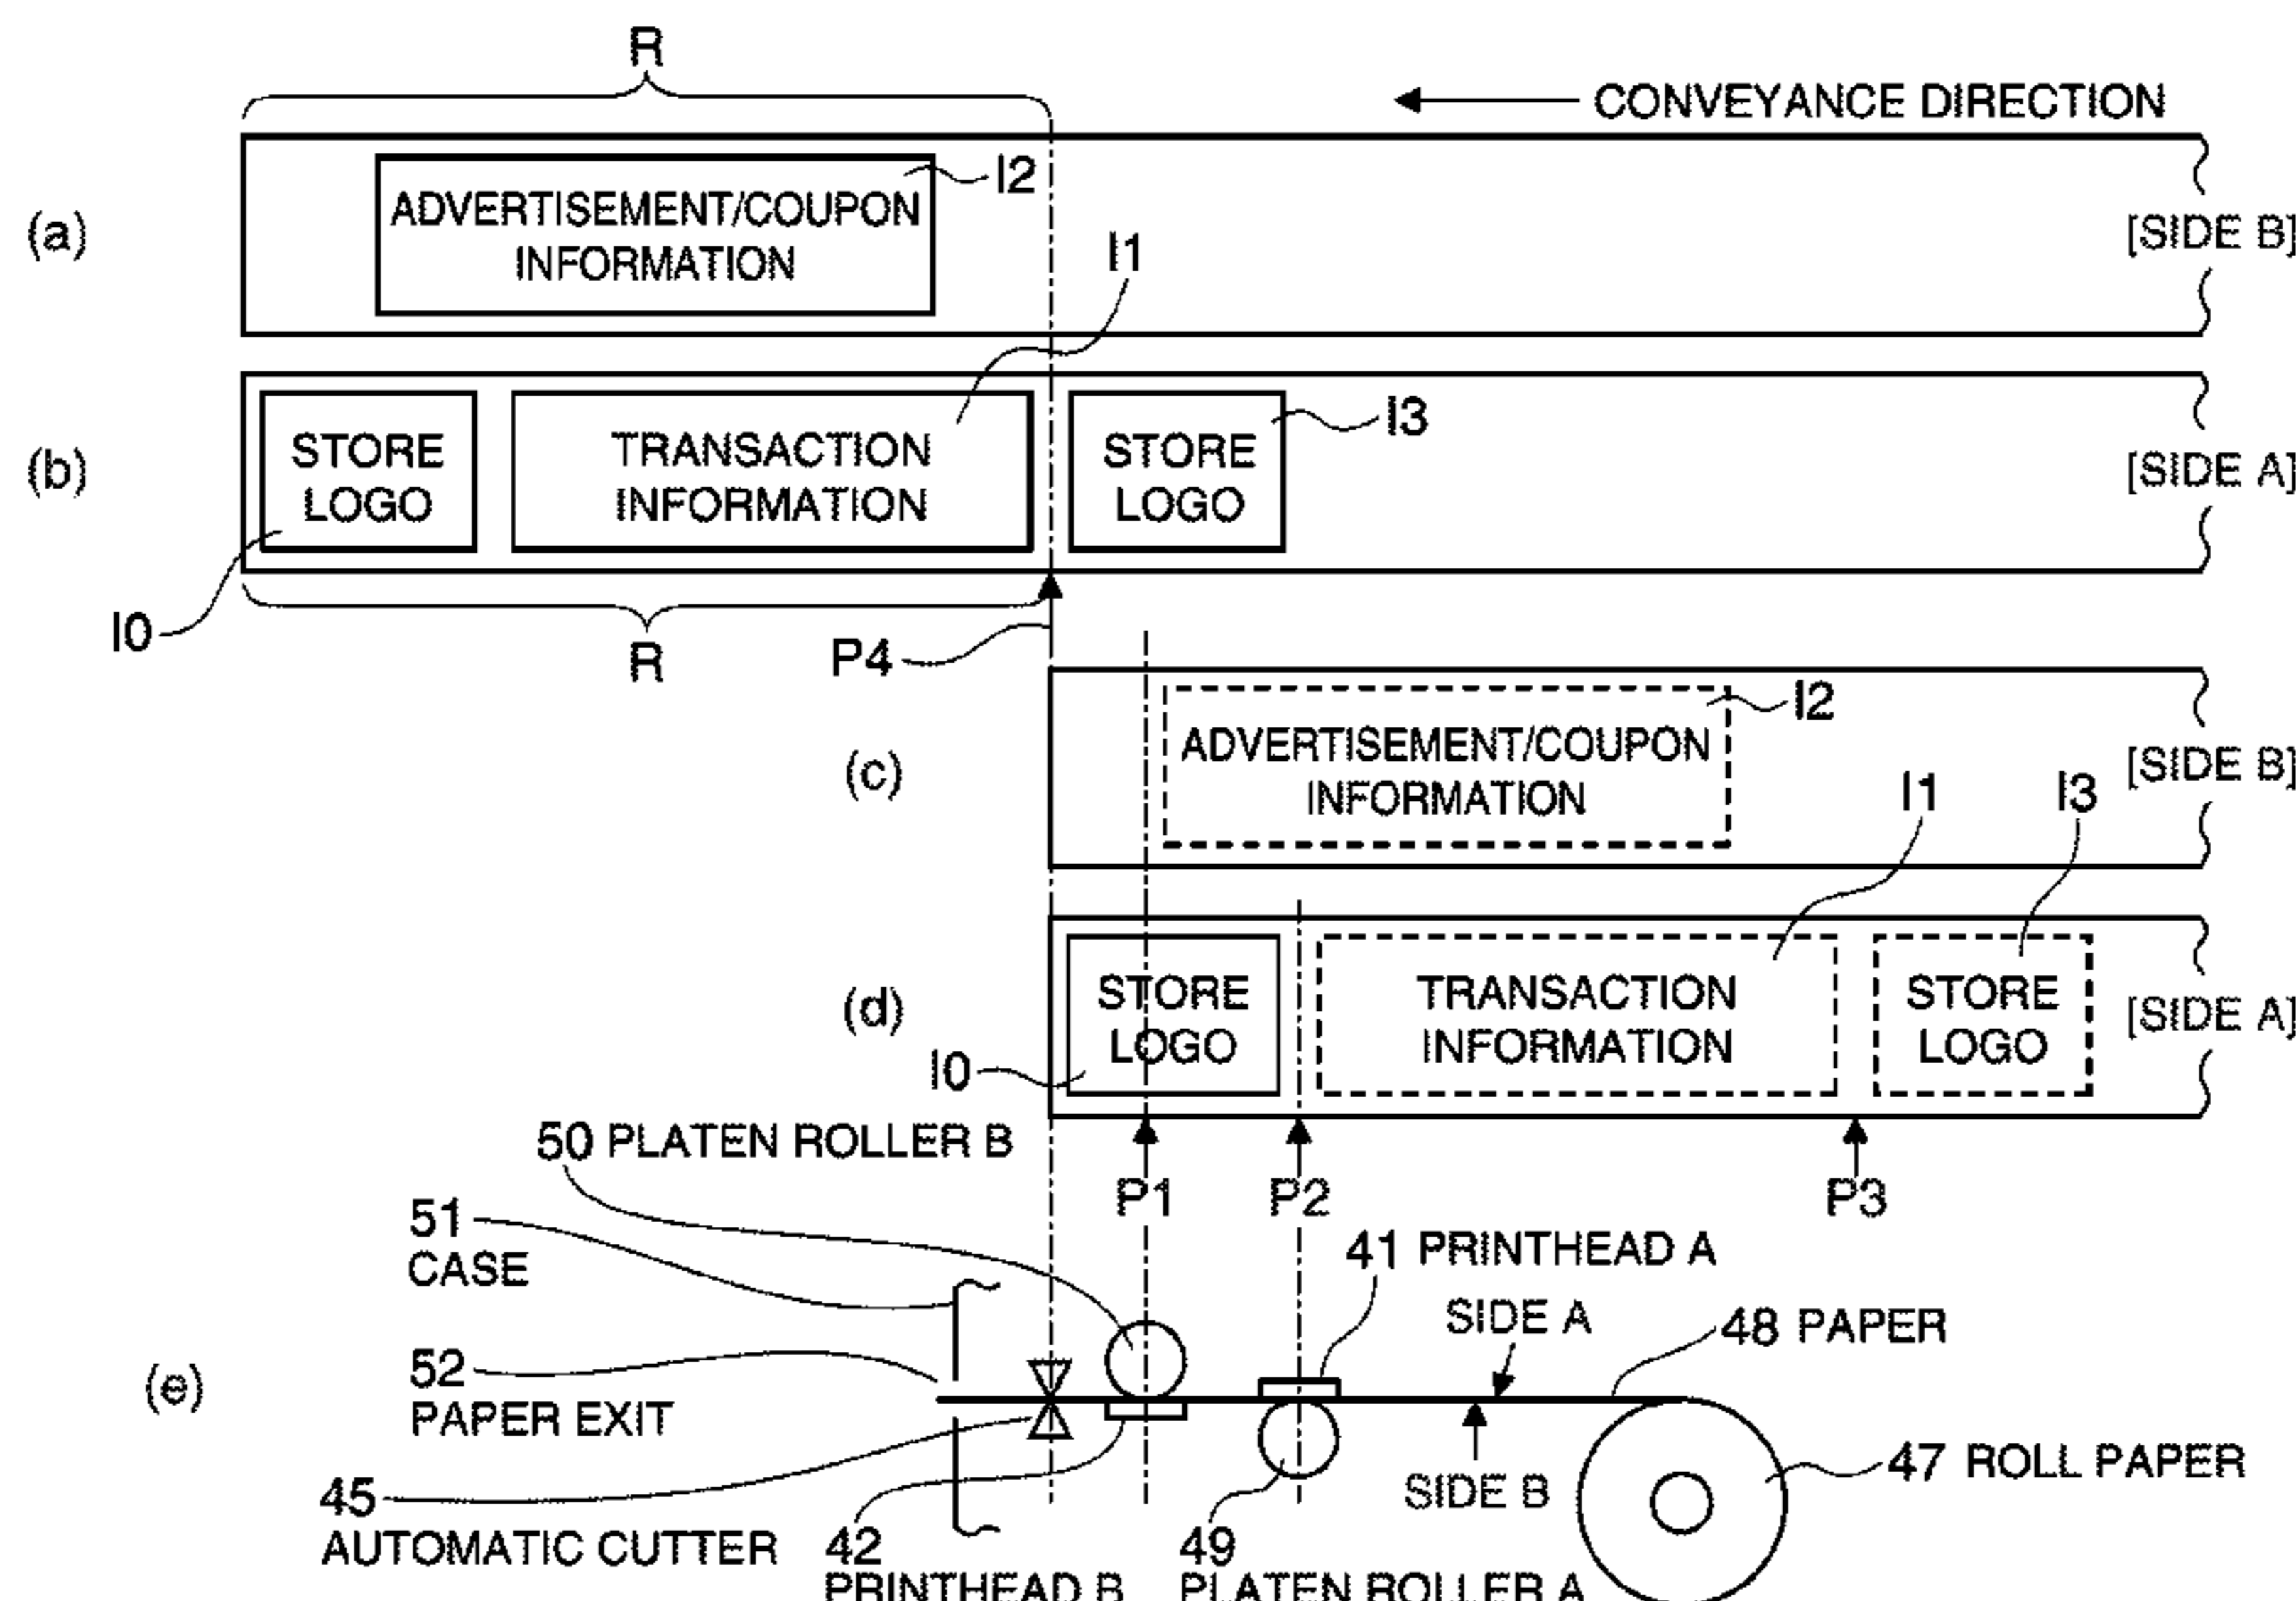 R
CONVEYANCE DIRECTION
(a)
ADVERTISEMENT/COUPON
INFORMATION
I2
I1
[SIDE B]
(b)
STORE
LOGO
TRANSACTION
INFORMATION
STORE
LOGO
I3
[SIDE A]
I0
R
P4
(c)
ADVERTISEMENT/COUPON
INFORMATION
I2
[SIDE B]
I1
I3
(d)
STORE
LOGO
TRANSACTION
INFORMATION
STORE
LOGO
[SIDE A]
I0
P1
P2
P3
50 PLATEN ROLLER B
51
CASE
41 PRINTHEAD A
SIDE A
48 PAPER
(e)
52
PAPER EXIT
SIDE B
47 ROLL PAPER
45
AUTOMATIC CUTTER
42
PRINTHEAD B
49
PLATEN ROLLER A